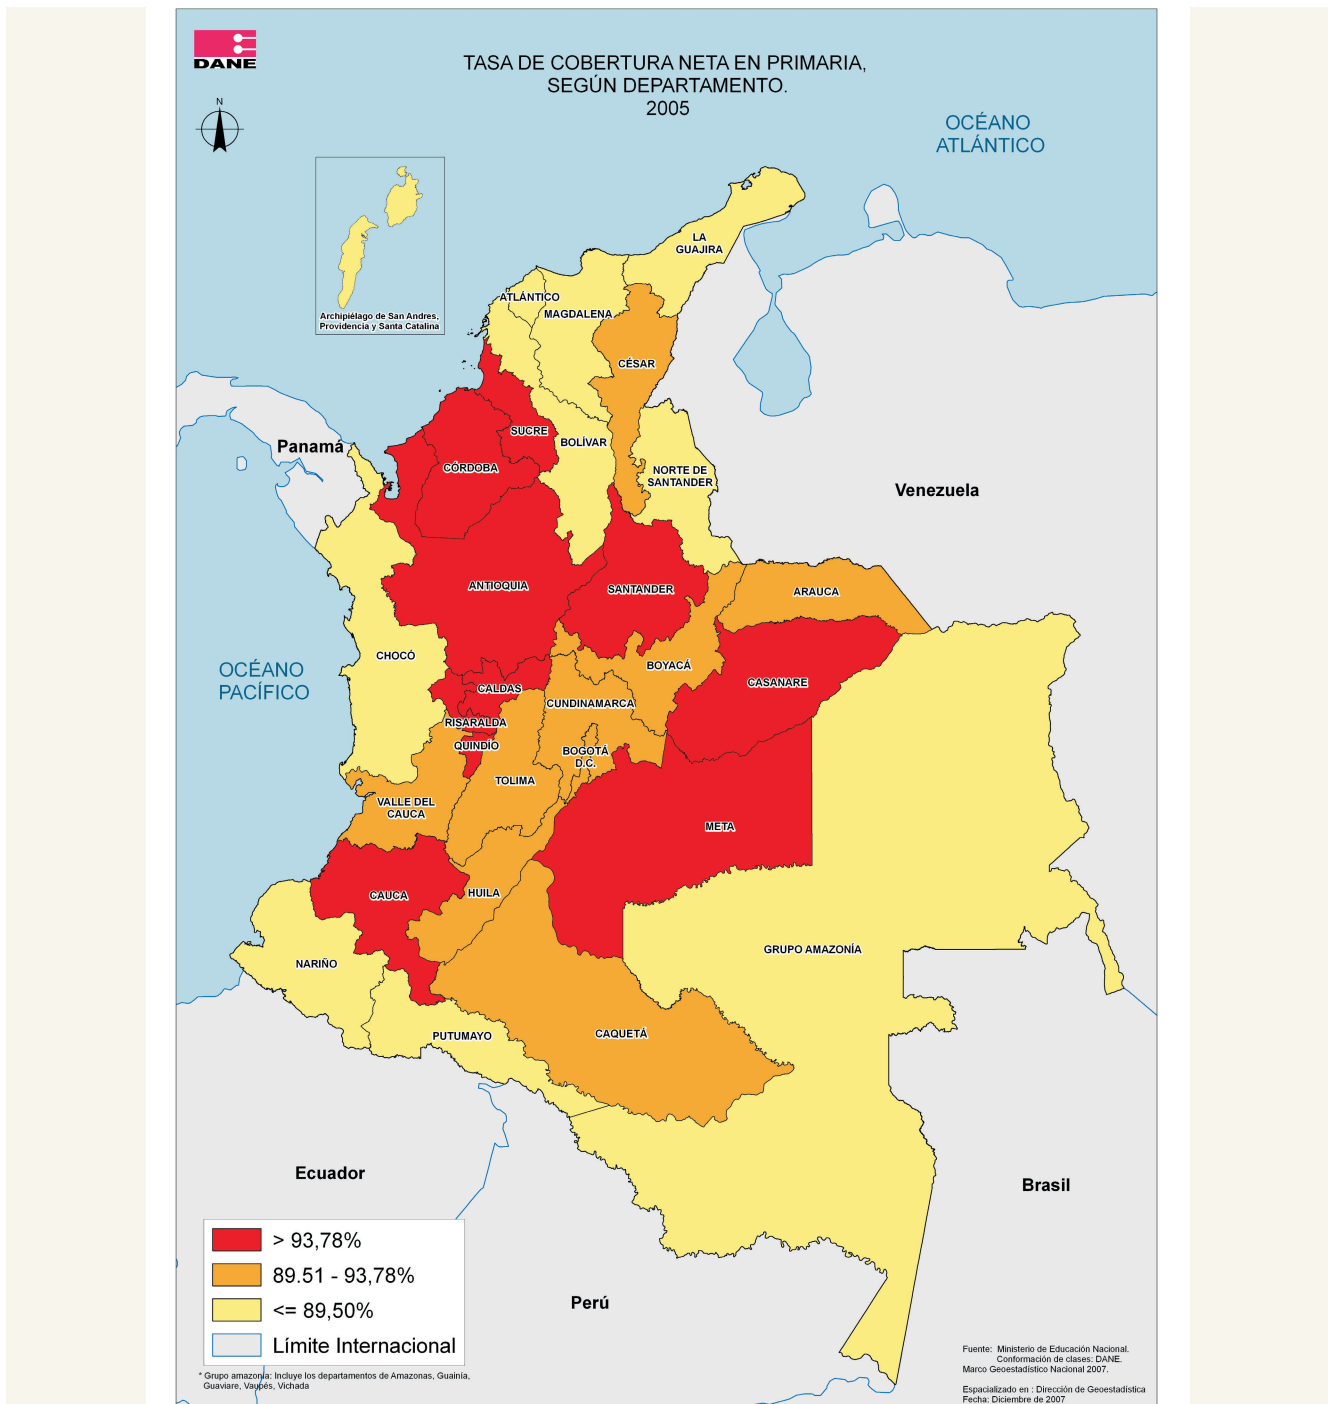 DANE
TASA DE COBERTURA NETA EN PRIMARIA,
SEGÚN DEPARTAMENTO.
2005
N
OCÉANO
ATLÁNTICO
Archipiélago de San Andres,
Providencia y Santa Catalina
LA
GUAJIRA
ATLÁNTICO
MAGDALENA
CÉSAR
SUCRE
BOLÍVAR
Panamá
CÓRDOBA
NORTE DE
SANTANDER
Venezuela
ANTIOQUIA
SANTANDER
ARAUCA
CHOCÓ
BOYACÁ
OCÉANO
PACÍFICO
CASANARE
CALDAS
CUNDINAMARCA
RISARALDA
QUINDÍO
BOGOTÁ
D.C.
TOLIMA
VALLE DEL
CAUCA
META
CAUCA
HUILA
GRUPO AMAZONÍA
NARIÑO
PUTUMAYO
CAQUETÁ
Ecuador
Brasil
Perú
> 93,78%
89.51 - 93,78%
<= 89,50%
Límite Internacional
* Grupo amazonia: Incluye los departamentos de Amazonas, Guainía,
Guaviare, Vaupés, Vichada
Fuente: Ministerio de Educación Nacional.
Conformación de clases: DANE.
Marco Geoestadístico Nacional 2007.
Espacializado en : Dirección de Geoestadística
Fecha: Diciembre de 2007